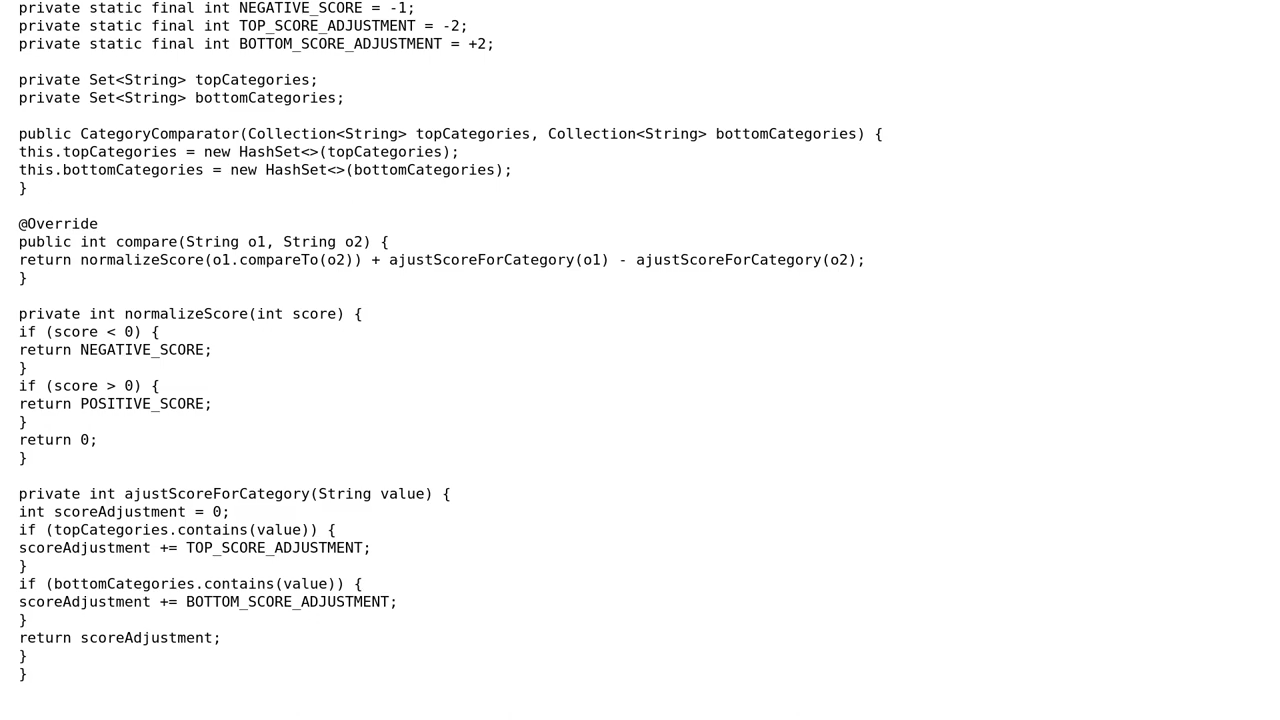 private static final int NEGATIVE_SCORE = -1;
private static final int TOP_SCORE_ADJUSTMENT = -2;
private static final int BOTTOM_SCORE_ADJUSTMENT = +2;

private Set<String> topCategories;
private Set<String> bottomCategories;

public CategoryComparator(Collection<String> topCategories, Collection<String> bottomCategories) {
this.topCategories = new HashSet<>(topCategories);
this.bottomCategories = new HashSet<>(bottomCategories);
}

@Override
public int compare(String o1, String o2) {
return normalizeScore(o1.compareTo(o2)) + ajustScoreForCategory(o1) - ajustScoreForCategory(o2);
}

private int normalizeScore(int score) {
if (score < 0) {
return NEGATIVE_SCORE;
}
if (score > 0) {
return POSITIVE_SCORE;
}
return 0;
}

private int ajustScoreForCategory(String value) {
int scoreAdjustment = 0;
if (topCategories.contains(value)) {
scoreAdjustment += TOP_SCORE_ADJUSTMENT;
}
if (bottomCategories.contains(value)) {
scoreAdjustment += BOTTOM_SCORE_ADJUSTMENT;
}
return scoreAdjustment;
}
}